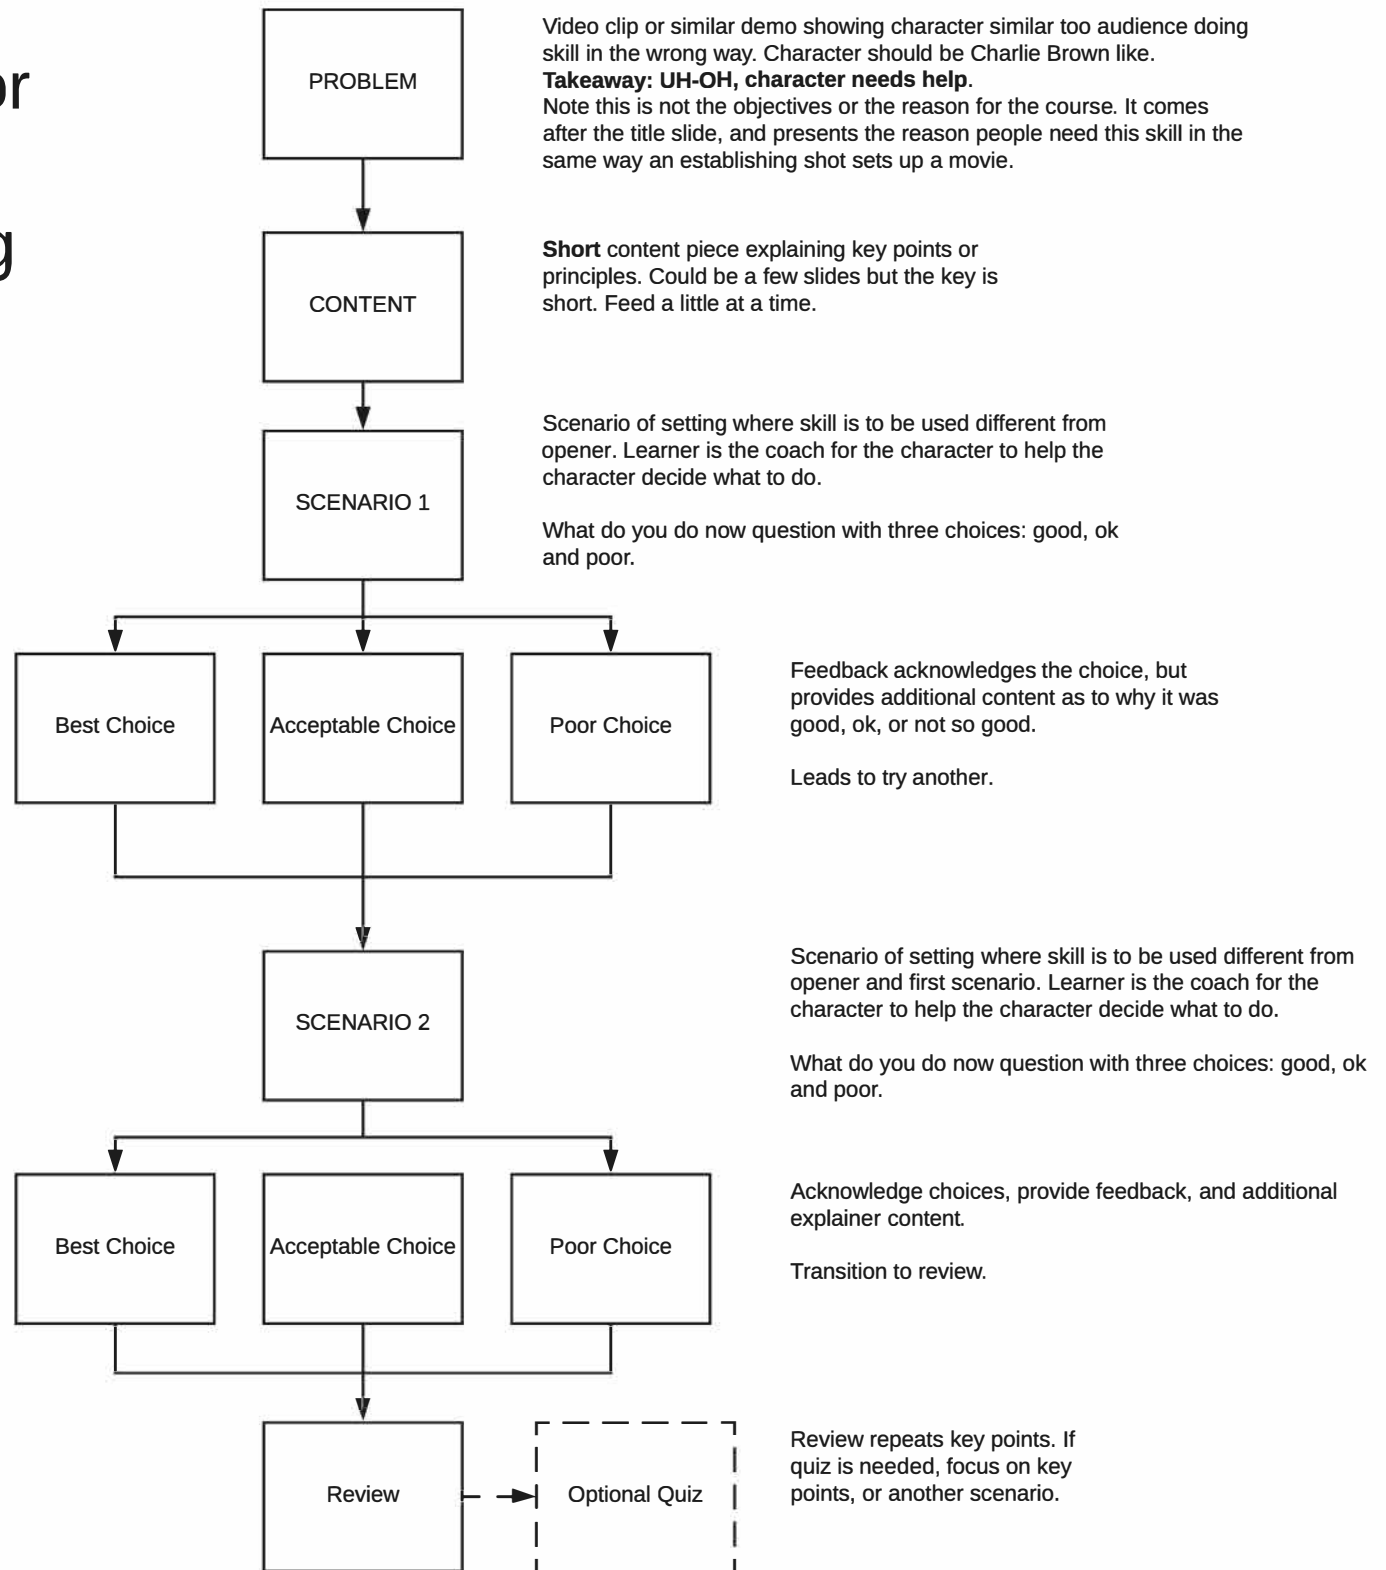 or
g
PROBLEM
Video clip or similar demo showing character similar too audience doing
skill in the wrong way. Character should be Charlie Brown like.
Takeaway: UH-OH, character needs help.
Note this is not the objectives or the reason for the course. It comes
after the title slide, and presents the reason people need this skill in the
same way an establishing shot sets up a movie.
CONTENT
Short content piece explaining key points or
principles. Could be a few slides but the key is
short. Feed a little at a time.
SCENARIO 1
Scenario of setting where skill is to be used different from
opener. Learner is the coach for the character to help the
character decide what to do.
What do you do now question with three choices: good, ok
and poor.
Best Choice
Acceptable Choice
Poor Choice
Feedback acknowledges the choice, but
provides additional content as to why it was
good, ok, or not so good.
Leads to try another.
SCENARIO 2
Scenario of setting where skill is to be used different from
opener and first scenario. Learner is the coach for the
character to help the character decide what to do.
What do you do now question with three choices: good, ok
and poor.
Best Choice
Acceptable Choice
Poor Choice
Acknowledge choices, provide feedback, and additional
explainer content.
Transition to review.
Review
Optional Quiz
Review repeats key points. If
quiz is needed, focus on key
points, or another scenario.